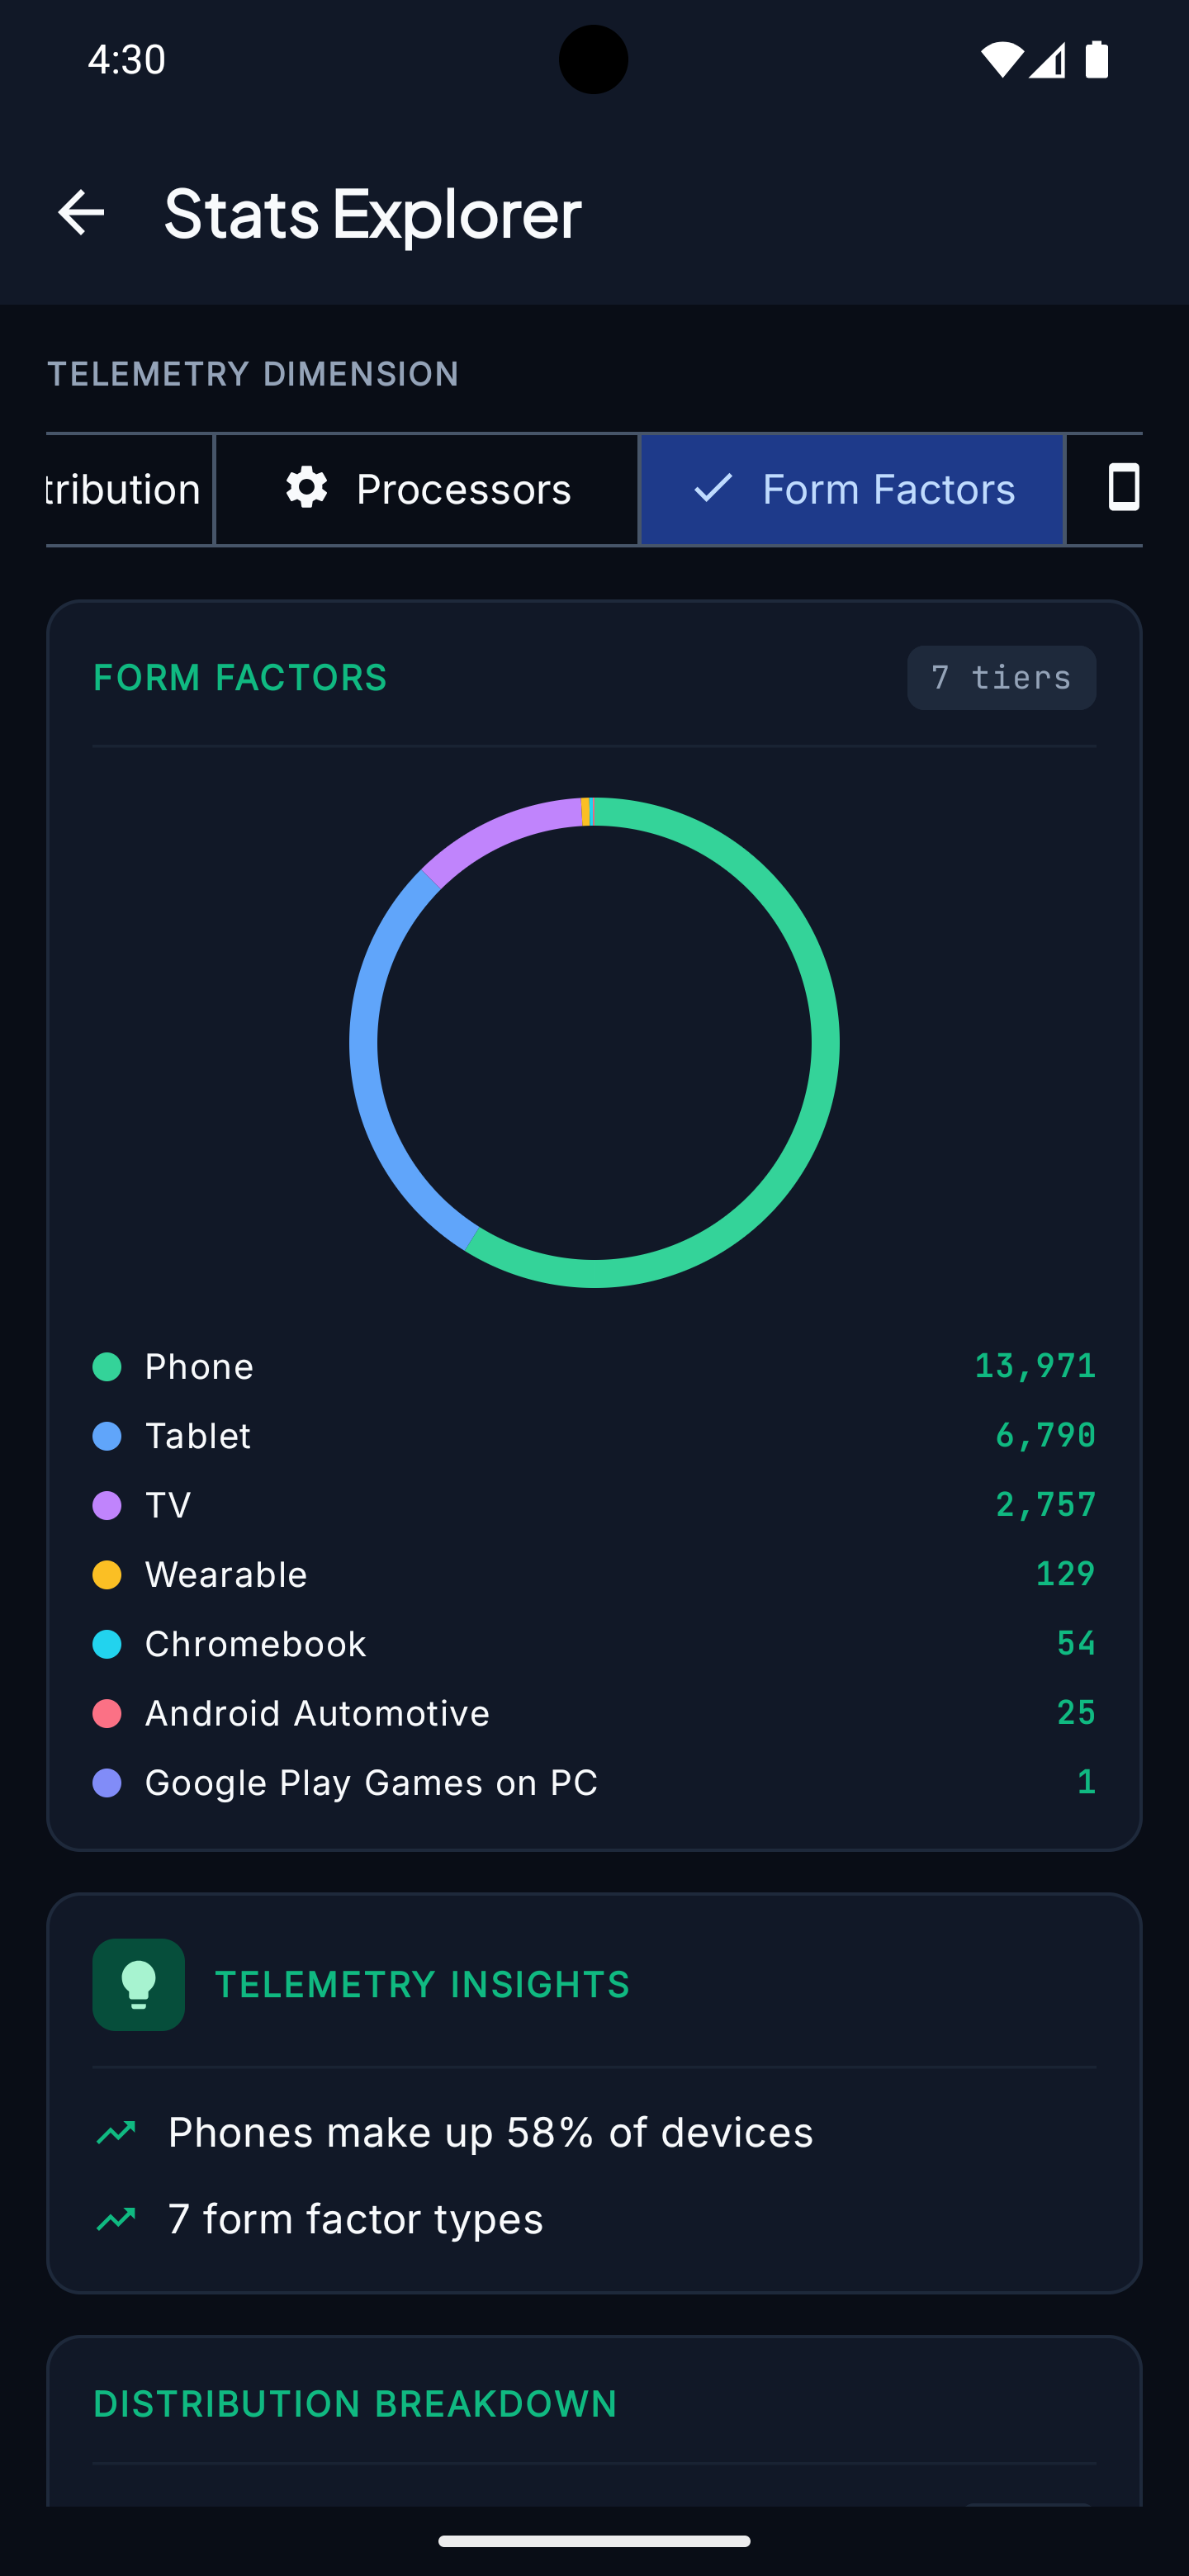 4:30
Stats Explorer
TELEMETRY DIMENSION
tribution
Processors
Form Factors
FORM FACTORS
7 tiers
Phone 13,971
Tablet 6,790
TV 2,757
Wearable 129
Chromebook 54
Android Automotive 25
Google Play Games on PC 1
TELEMETRY INSIGHTS
Phones make up 58% of devices
7 form factor types
DISTRIBUTION BREAKDOWN